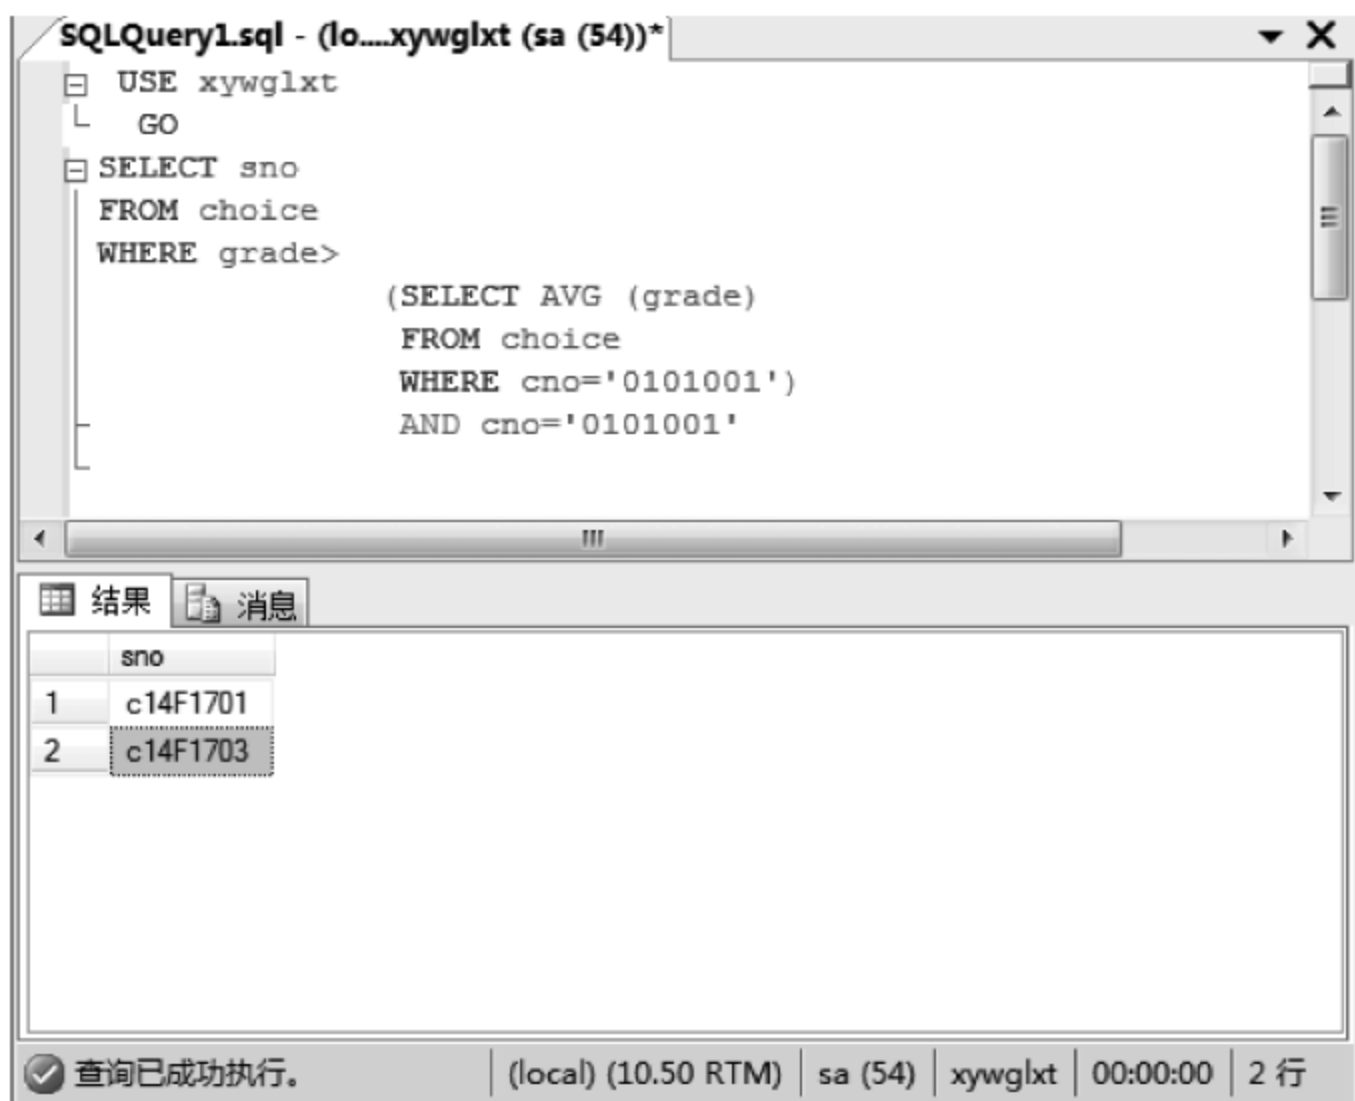 SQLQuery1.sql - (lo....xywglxt (sa (54))*
USE xywglxt
GO
SELECT sno
FROM choice
WHERE grade>
(SELECT AVG (grade)
FROM choice
WHERE cno='0101001')
AND cno='0101001'
结果 消息
sno
1 c14F1701
2 c14F1703
查询已成功执行。 (local) (10.50 RTM) sa (54) xywglxt 00:00:00 2 行